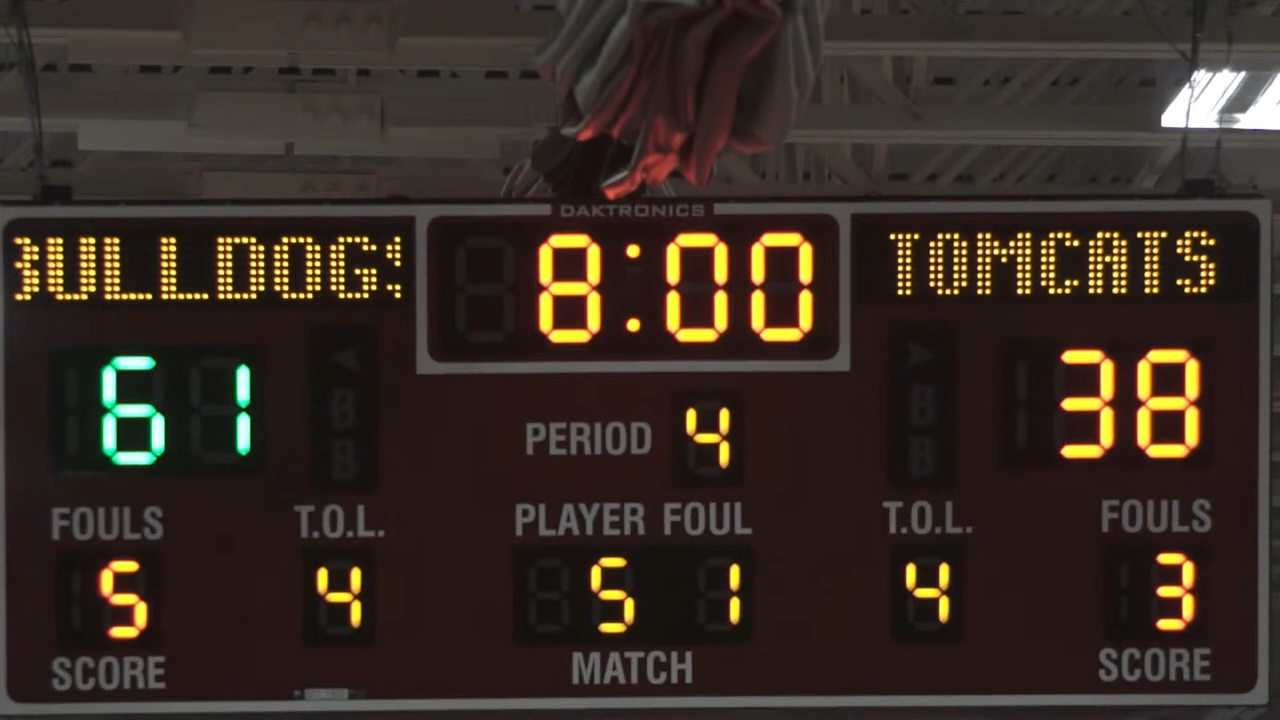 DAKTRONICS
BULLDOGS 8:00 TOMCATS
61 38
PERIOD 4
FOULS T.O.L. PLAYER FOUL T.O.L. FOULS
5 4 5 1 4 3
SCORE MATCH SCORE